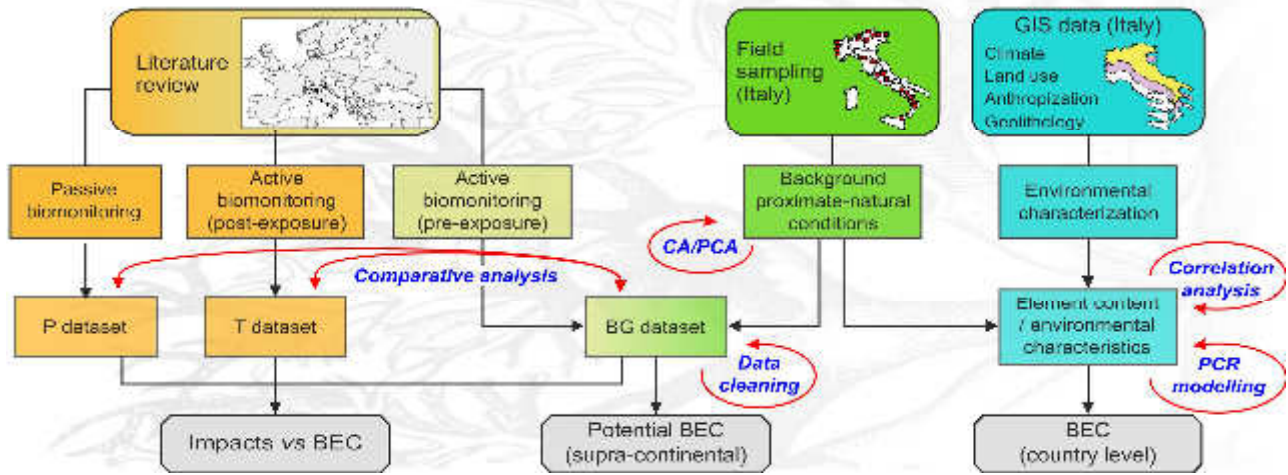 Literature
review
Field
sampling
(Italy)
GIS data (Italy)
Climate
Land use
Anthropization
Geolithology
Passive
biomonitoring
Active
biomonitoring
(post-exposure)
Active
biomonitoring
(pre-exposure)
Background
proximate-natural
conditions
Environmental
characterization
CA/PCA
Comparative analysis
Correlation
analysis
P dataset
T dataset
BG dataset
Element content
/ environmental
characteristics
Data
cleaning
PCR
modelling
Impacts vs BEC
Potential BEC
(supra-continental)
BEC
(country level)